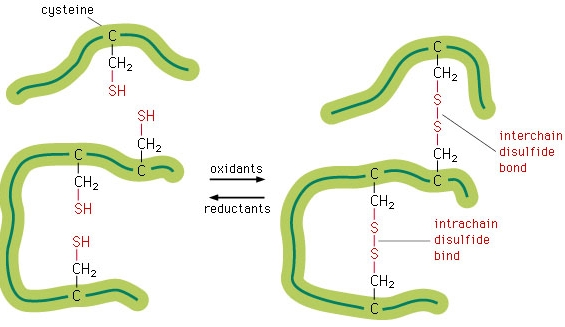 cysteine
C
CH2
SH
SH
CH2
C
C
CH2
SH
SH
CH2
C
oxidants
reductants
C
CH2
S
S
CH2
C
interchain
disulfide
bond
C
CH2
S
S
CH2
C
intrachain
disulfide
bind